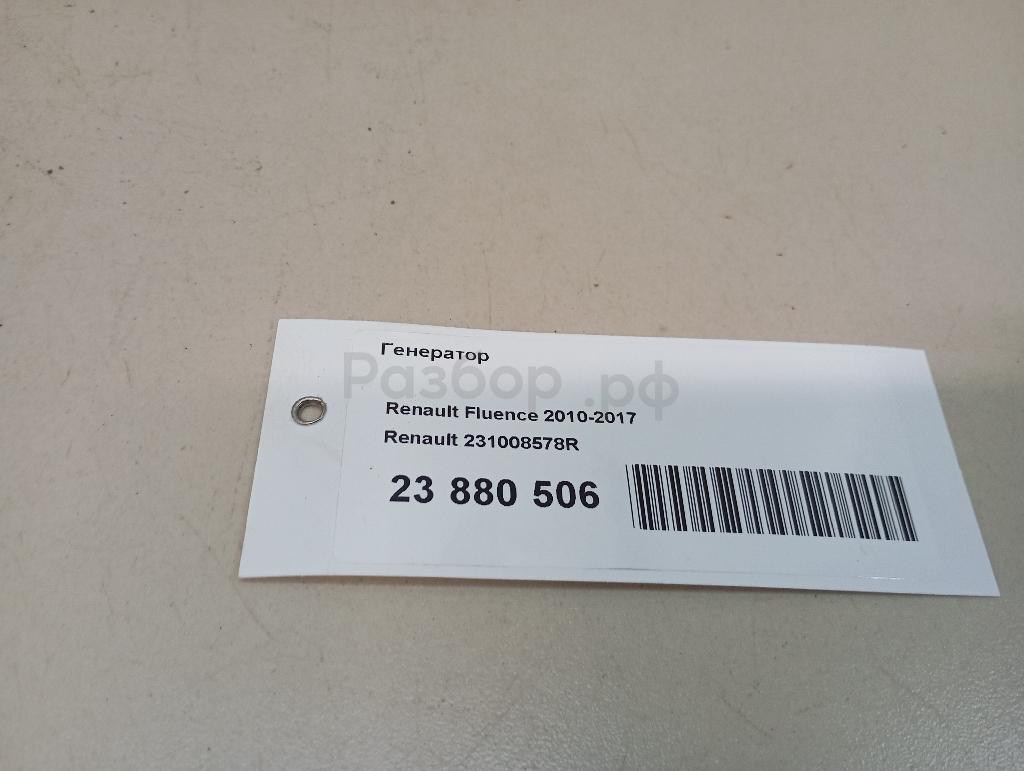 Генератор
Разбор.рф
Renault Fluence 2010-2017
Renault 231008578R
23 880 506